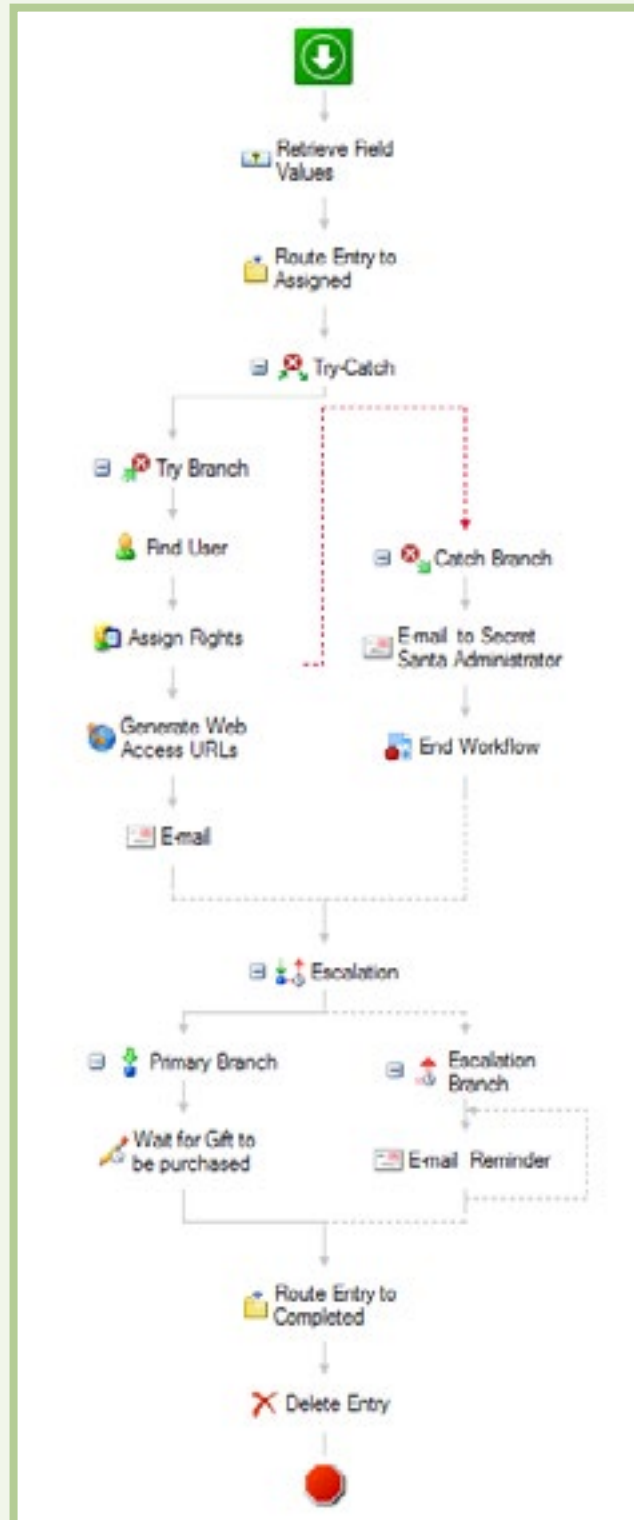 Retrieve Field
Values
Route Entry to
Assigned
Try-Catch
Try Branch
Find User
Assign Rights
Generate Web
Access URLs
E-mail
Catch Branch
E-mail to Secret
Santa Administrator
End Workflow
Escalation
Primary Branch
Wait for Gift to
be purchased
Escalation
Branch
E-mail Reminder
Route Entry to
Completed
Delete Entry